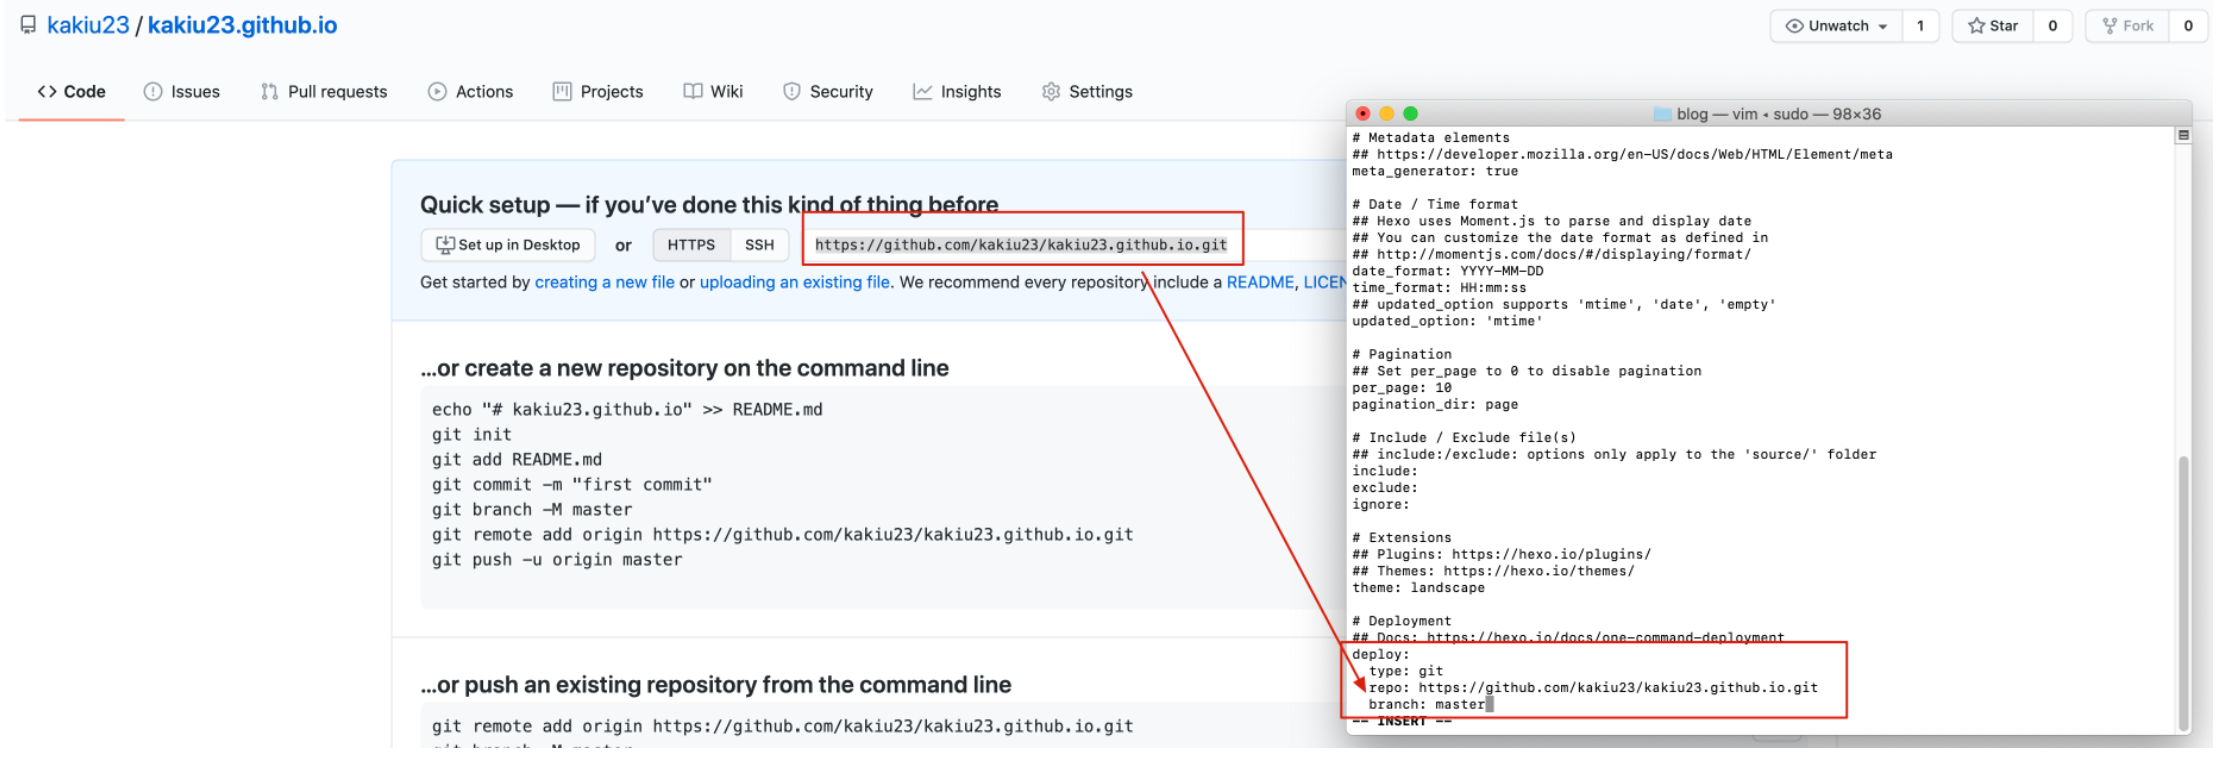 kakiu23 / kakiu23.github.io
Unwatch 1 Star 0 Fork 0
<> Code Issues Pull requests Actions Projects Wiki Security Insights Settings
Quick setup — if you've done this kind of thing before
Set up in Desktop or HTTPS SSH https://github.com/kakiu23/kakiu23.github.io.git
Get started by creating a new file or uploading an existing file. We recommend every repository include a README, LICEN
...or create a new repository on the command line
echo "# kakiu23.github.io" >> README.md
git init
git add README.md
git commit -m "first commit"
git branch -M master
git remote add origin https://github.com/kakiu23/kakiu23.github.io.git
git push -u origin master
...or push an existing repository from the command line
git remote add origin https://github.com/kakiu23/kakiu23.github.io.git
blog — vim ◂ sudo — 98×36
# Metadata elements
## https://developer.mozilla.org/en-US/docs/Web/HTML/Element/meta
meta_generator: true
# Date / Time format
## Hexo uses Moment.js to parse and display date
## You can customize the date format as defined in
## http://momentjs.com/docs/#/displaying/format/
date_format: YYYY-MM-DD
time_format: HH:mm:ss
## updated_option supports 'mtime', 'date', 'empty'
updated_option: 'mtime'
# Pagination
## Set per_page to 0 to disable pagination
per_page: 10
pagination_dir: page
# Include / Exclude file(s)
## include:/exclude: options only apply to the 'source/' folder
include:
exclude:
ignore:
# Extensions
## Plugins: https://hexo.io/plugins/
## Themes: https://hexo.io/themes/
theme: landscape
# Deployment
## Docs: https://hexo.io/docs/one-command-deployment
deploy:
type: git
repo: https://github.com/kakiu23/kakiu23.github.io.git
branch: master
-- INSERT --